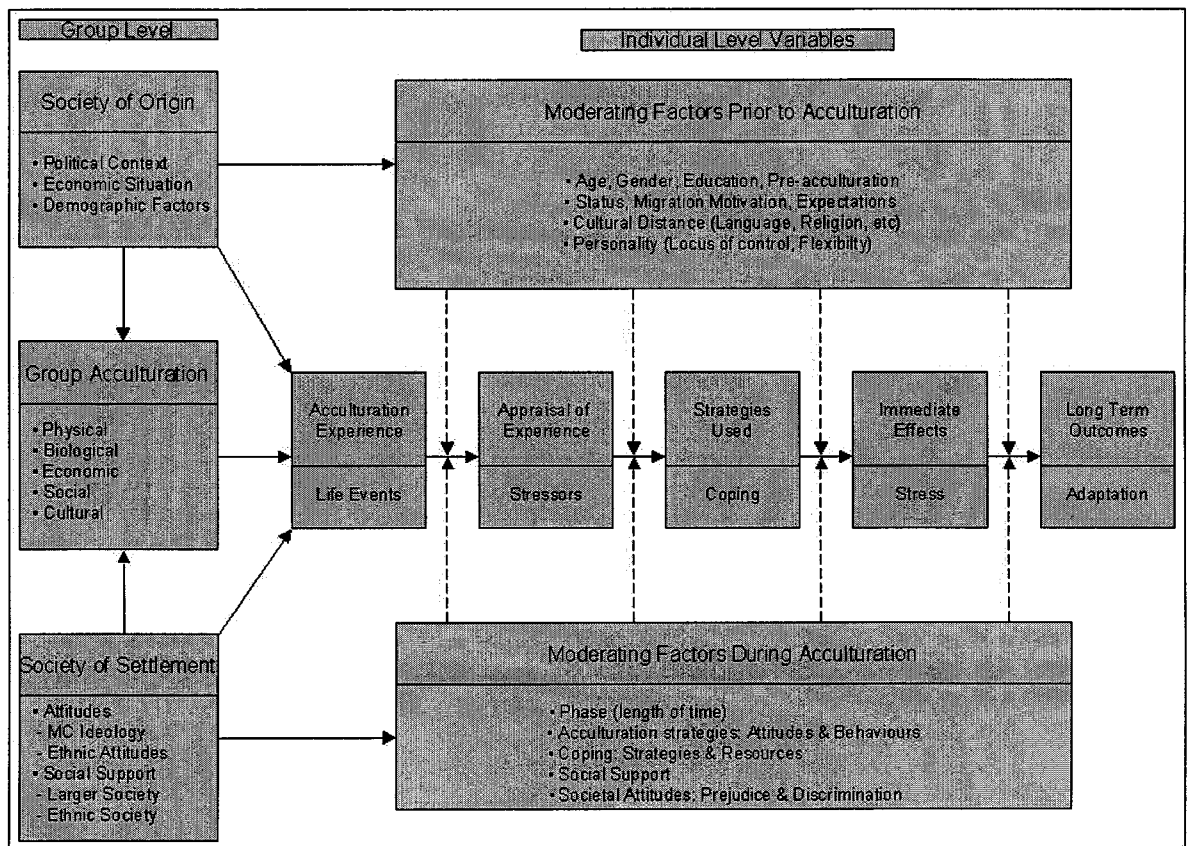 Group Level
Individual Level Variables
Society of Origin
• Political Context
• Economic Situation
• Demographic Factors
Moderating Factors Prior to Acculturation
• Age, Gender, Education, Pre-acculturation
• Status, Migration Motivation, Expectations
• Cultural Distance (Language, Religion, etc)
• Personality (Locus of control, Flexibilty)
Group Acculturation
• Physical
• Biological
• Economic
• Social
• Cultural
Acculturation
Experience
Life Events
Appraisal of
Experience
Stressors
Strategies
Used
Coping
Immediate
Effects
Stress
Long Term
Outcomes
Adaptation
Society of Settlement
• Attitudes
- MC Ideology
- Ethnic Attitudes
• Social Support
- Larger Society
- Ethnic Society
Moderating Factors During Acculturation
• Phase (length of time)
• Acculturation strategies: Attitudes & Behaviours
• Coping: Strategies & Resources
• Social Support
• Societal Attitudes: Prejudice & Discrimination